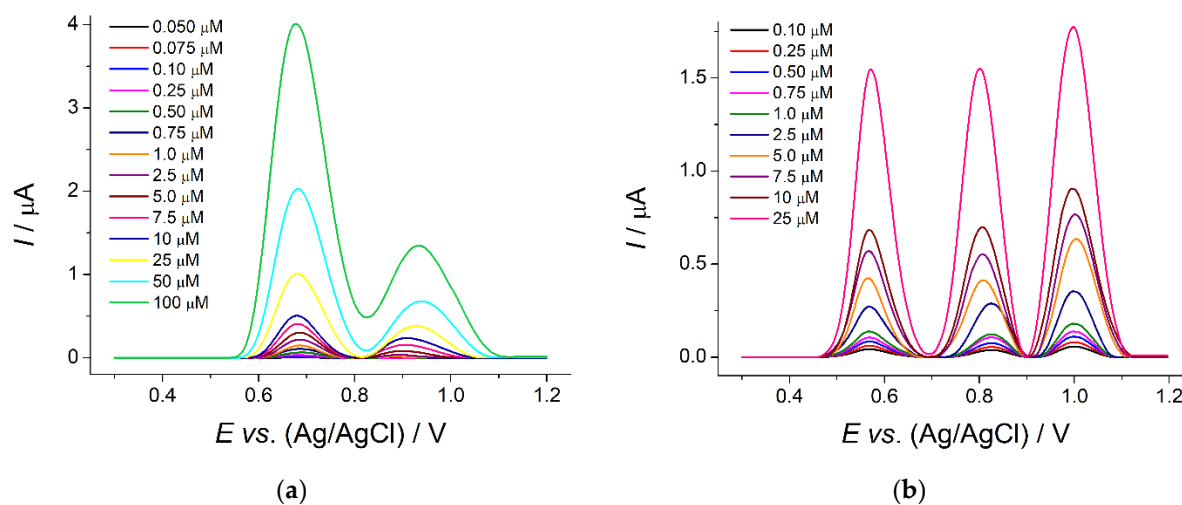 4
3
2
1
0
I / μA
0.050 μM
0.075 μM
0.10 μM
0.25 μM
0.50 μM
0.75 μM
1.0 μM
2.5 μM
5.0 μM
7.5 μM
10 μM
25 μM
50 μM
100 μM
0.4 0.6 0.8 1.0 1.2
E vs. (Ag/AgCl) / V
(a)
1.5
1.0
0.5
0.0
I / μA
0.10 μM
0.25 μM
0.50 μM
0.75 μM
1.0 μM
2.5 μM
5.0 μM
7.5 μM
10 μM
25 μM
0.4 0.6 0.8 1.0 1.2
E vs. (Ag/AgCl) / V
(b)